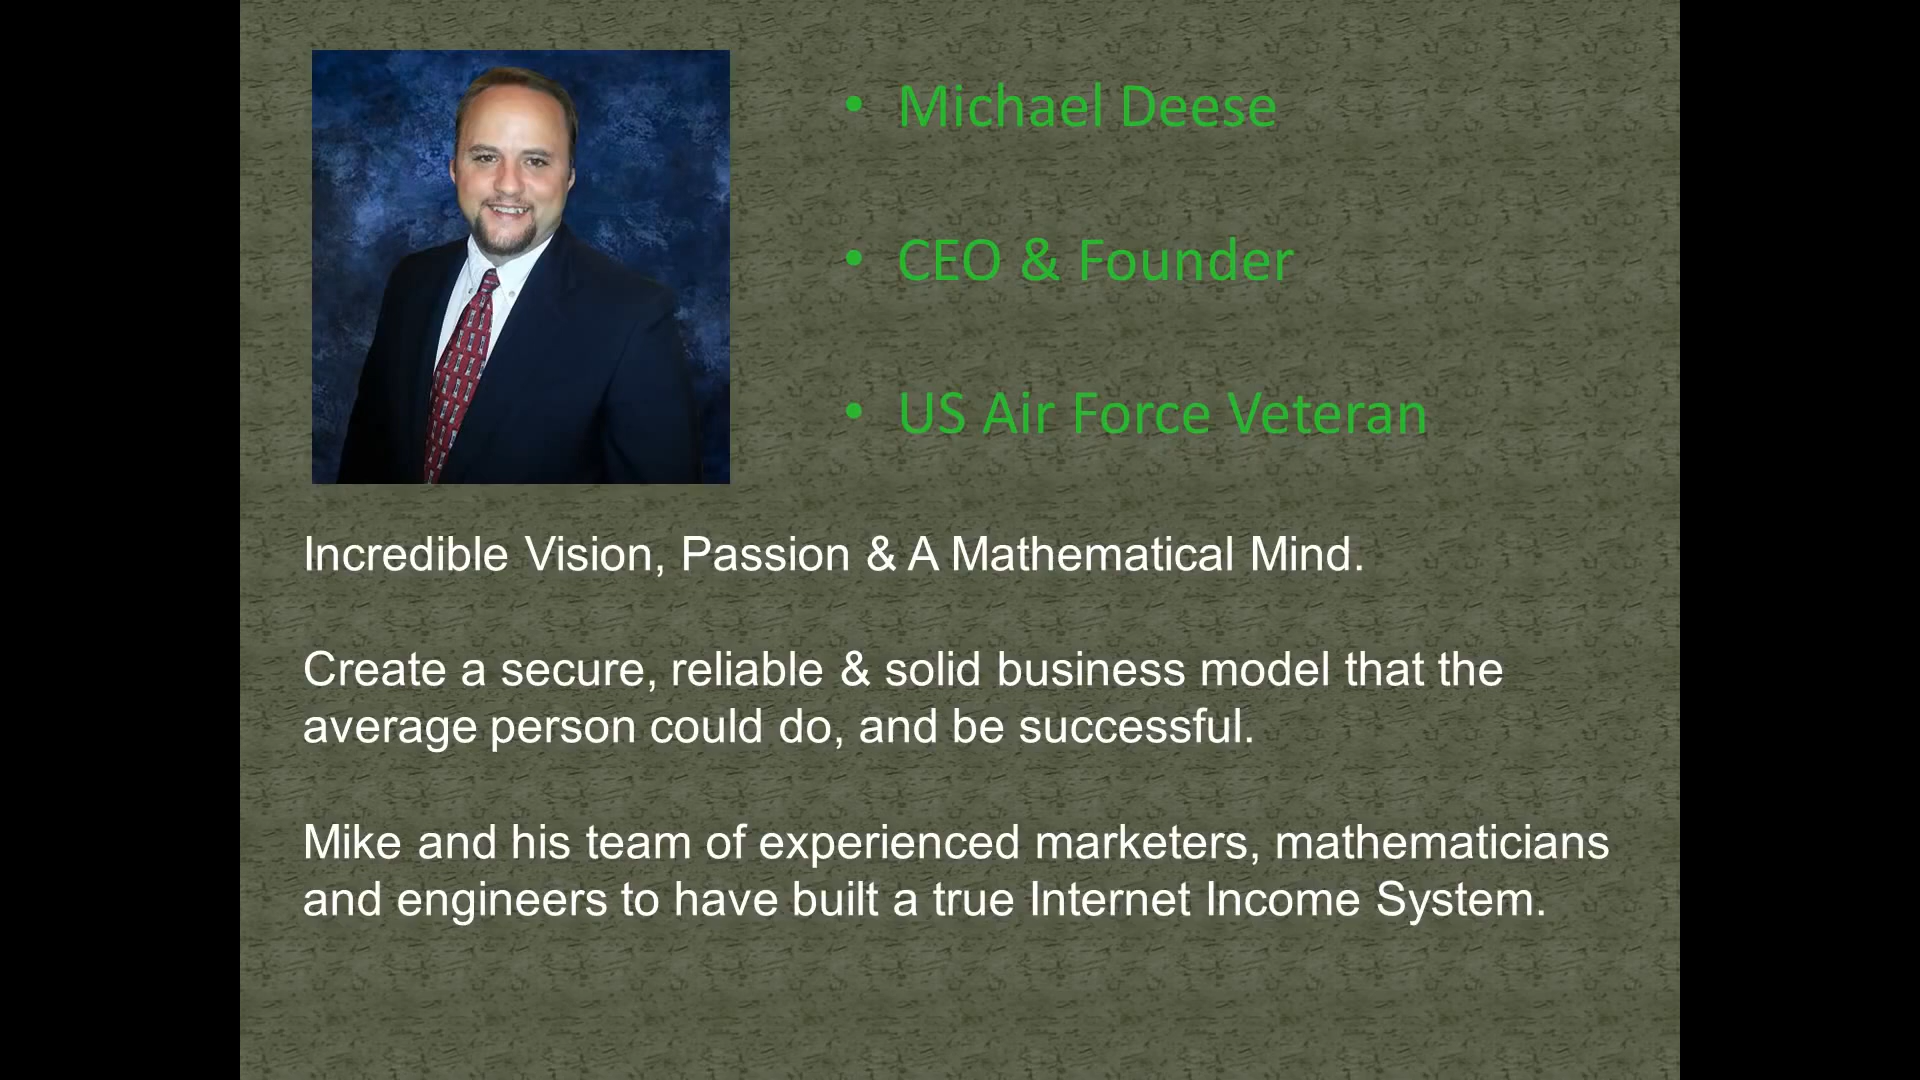 • Michael Deese
• CEO & Founder
• US Air Force Veteran
Incredible Vision, Passion & A Mathematical Mind.
Create a secure, reliable & solid business model that the
average person could do, and be successful.
Mike and his team of experienced marketers, mathematicians
and engineers to have built a true Internet Income System.